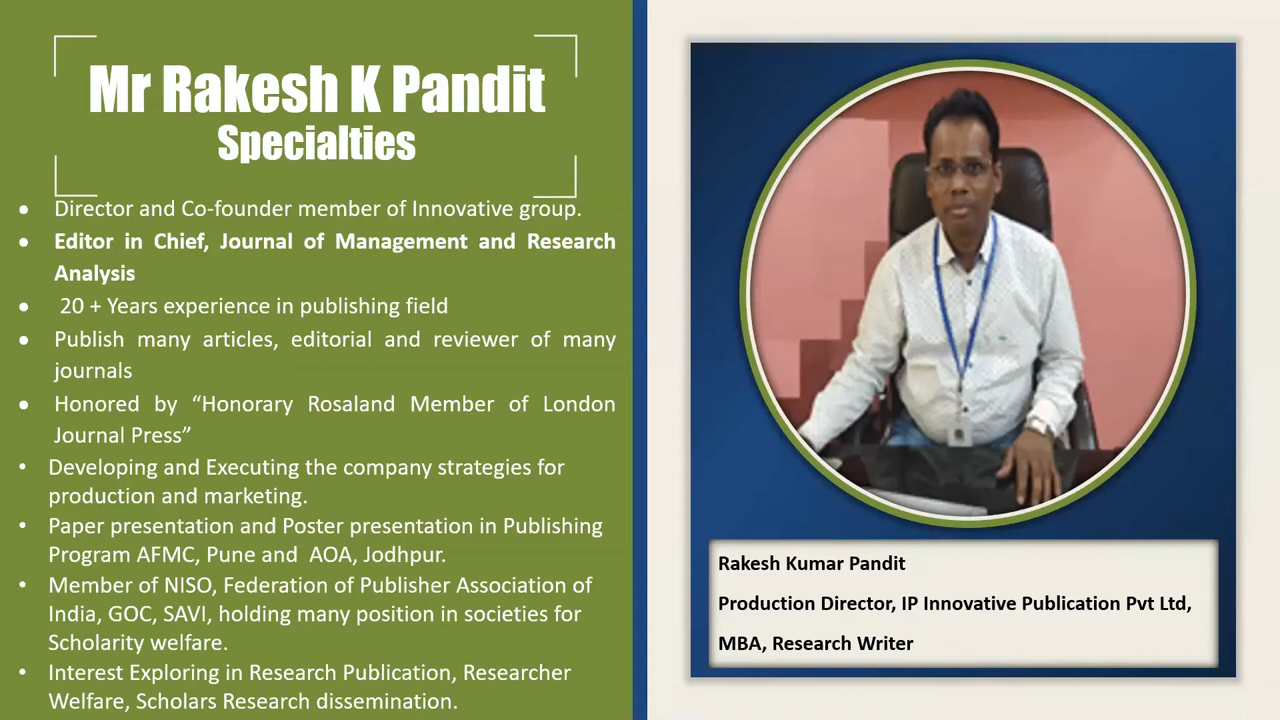 Mr Rakesh K Pandit
Specialties
• Director and Co-founder member of Innovative group.
• Editor in Chief, Journal of Management and Research
Analysis
• 20 + Years experience in publishing field
• Publish many articles, editorial and reviewer of many
journals
• Honored by “Honorary Rosaland Member of London
Journal Press”
• Developing and Executing the company strategies for
production and marketing.
• Paper presentation and Poster presentation in Publishing
Program AFMC, Pune and AOA, Jodhpur.
• Member of NISO, Federation of Publisher Association of
India, GOC, SAVI, holding many position in societies for
Scholarity welfare.
• Interest Exploring in Research Publication, Researcher
Welfare, Scholars Research dissemination.
Rakesh Kumar Pandit
Production Director, IP Innovative Publication Pvt Ltd,
MBA, Research Writer